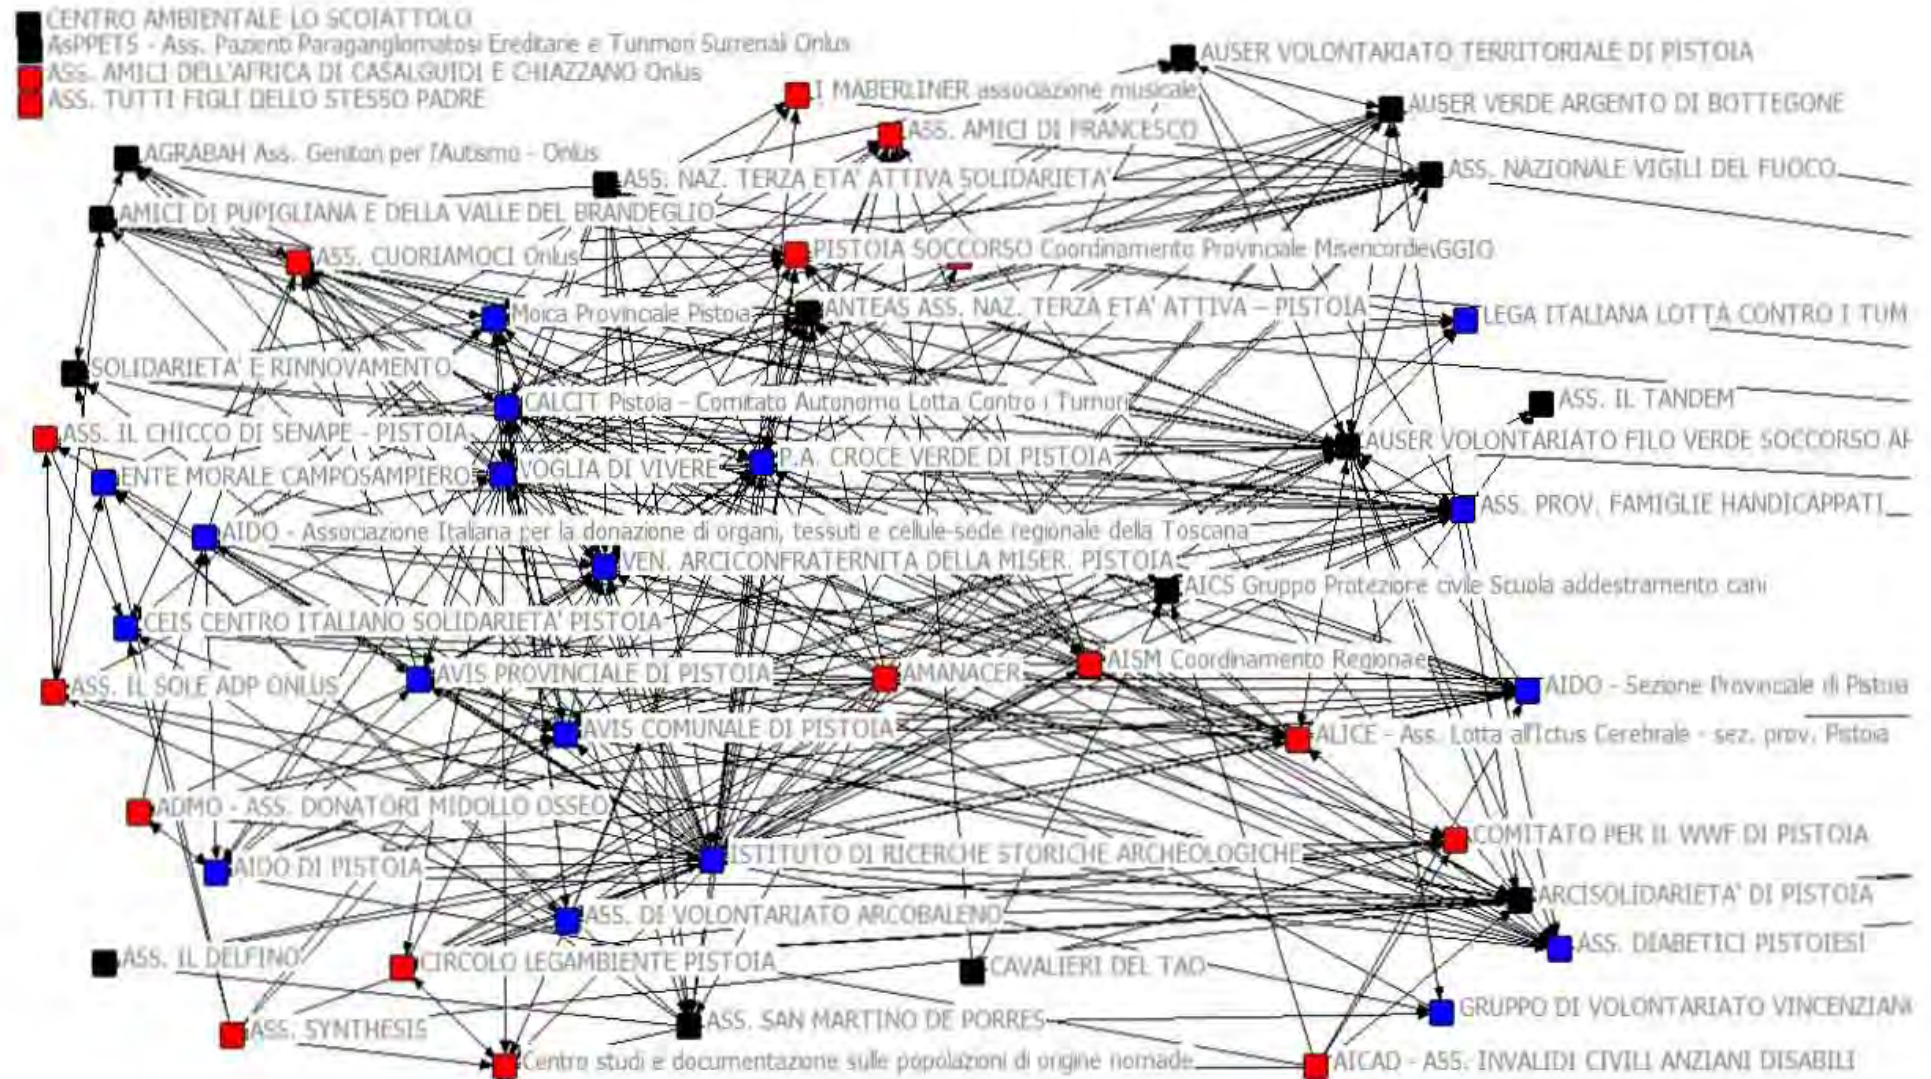 CENTRO AMBIENTALE LO SCOIATTOLO
AsPPETS - Ass. Pazienti Paragangliomatosi Ereditarie e Tunmori Surrenali Onlus
ASS. AMICI DELL'AFRICA DI CASALGUIDI E CHIAZZANO Onlus
ASS. TUTTI FIGLI DELLO STESSO PADRE
AUSER VOLONTARIATO TERRITORIALE DI PISTOIA
I MABERLINER associazione musicale
AUSER VERDE ARGENTO DI BOTTEGONE
ASS. AMICI DI FRANCESCO
AGRABAH Ass. Genitori per l'Autismo - Onlus
ASS. NAZ. TERZA ETA' ATTIVA SOLIDARIETA'
ASS. NAZIONALE VIGILI DEL FUOCO
AMICI DI PUPIGLIANA E DELLA VALLE DEL BRANDEGLIO
ASS. CUORIAMOCI Onlus
PISTOIA SOCCORSO Coordinamento Provinciale Misericordie
GGIO
Moica Provinciale Pistoia
ANTEAS ASS. NAZ. TERZA ETA' ATTIVA – PISTOIA
LEGA ITALIANA LOTTA CONTRO I TUM
SOLIDARIETA' E RINNOVAMENTO
CALCIT Pistoia - Comitato Autonomo Lotta Contro i Tumori
ASS. IL TANDEM
ASS. IL CHICCO DI SENAPE - PISTOIA
AUSER VOLONTARIATO FILO VERDE SOCCORSO
ENTE MORALE CAMPOSAMPIERO
VOGLIA DI VIVERE
P.A. CROCE VERDE DI PISTOIA
ASS. PROV. FAMIGLIE HANDICAPPATI
AIDO - Associazione Italiana per la donazione di organi, tessuti e cellule-sede regionale della Toscana
VEN. ARCICONFRATERNITA DELLA MISER. PISTOIA
AICS Gruppo Protezione civile Scuola addestramento cani
CEIS CENTRO ITALIANO SOLIDARIETA' PISTOIA
ASS. IL SOLE ADP ONLUS
AVIS PROVINCIALE DI PISTOIA
AMANACER
AISM Coordinamento Regionae
AIDO - Sezione Provinciale di Pistoia
AVIS COMUNALE DI PISTOIA
ALICE - Ass. Lotta all'Ictus Cerebrale - sez. prov. Pistoia
ADMO - ASS. DONATORI MIDOLLO OSSEO
COMITATO PER IL WWF DI PISTOIA
AIDO DI PISTOIA
ISTITUTO DI RICERCHE STORICHE ARCHEOLOGICHE
ARCISOLIDARIETA' DI PISTOIA
ASS. DI VOLONTARIATO ARCOBALENO
ASS. DIABETICI PISTOIESI
ASS. IL DELFINO
CIRCOLO LEGAMBIENTE PISTOIA
CAVALIERI DEL TAO
GRUPPO DI VOLONTARIATO VINCENZIAN
ASS. SYNTHESIS
ASS. SAN MARTINO DE PORRES
Centro studi e documentazione sulle popolazioni di origine nomade
AICAD - ASS. INVALIDI CIVILI ANZIANI DISABILI